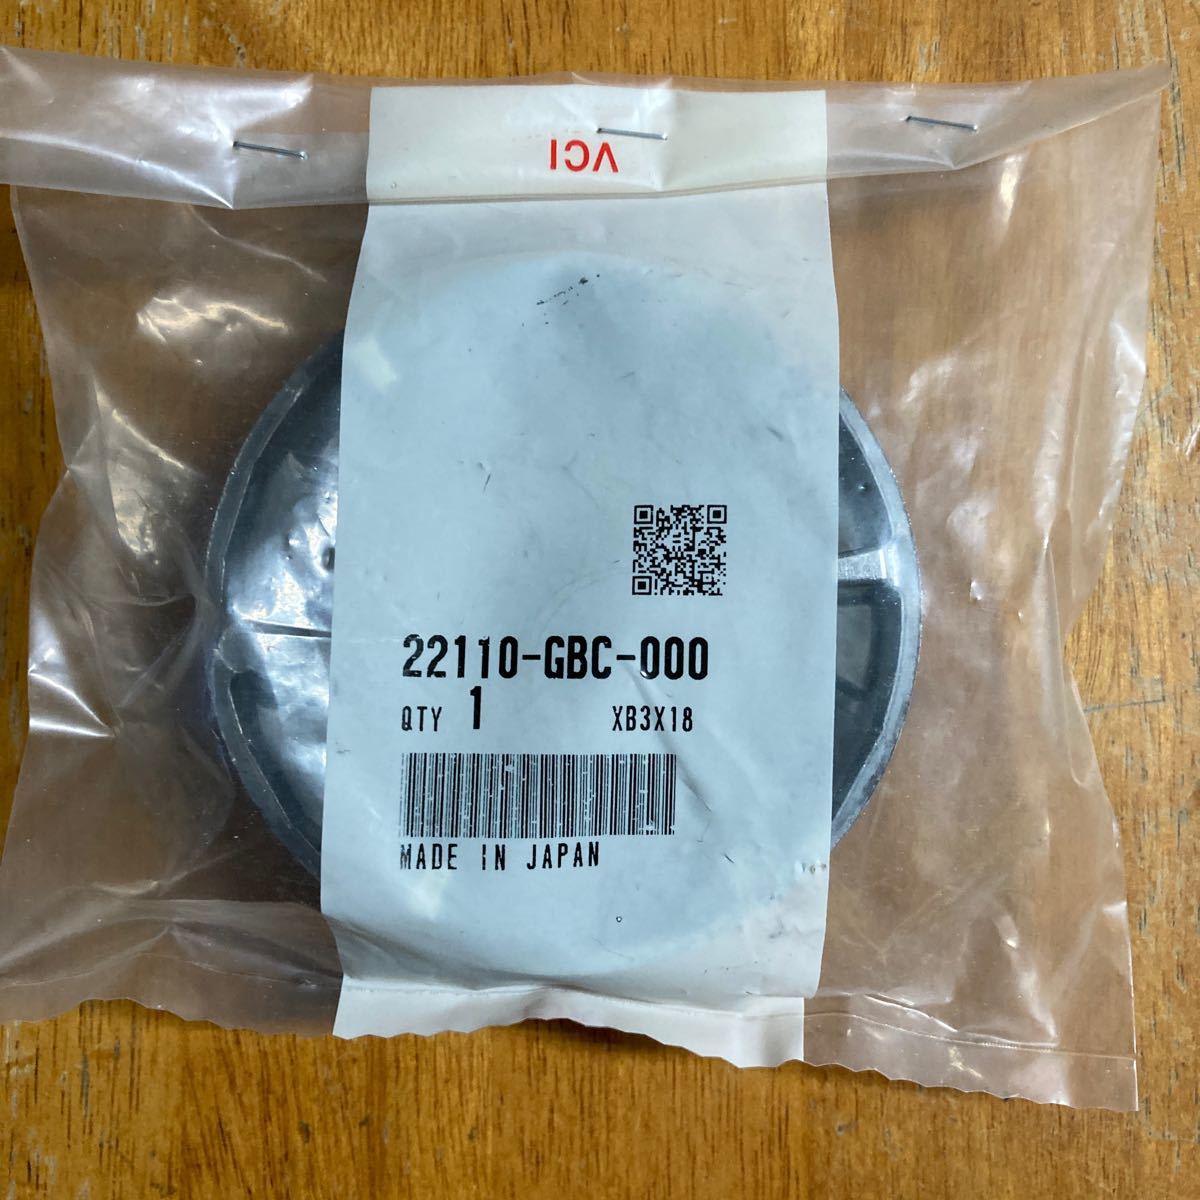 VCI
22110-GBC-000
QTY 1 XB3X18
MADE IN JAPAN